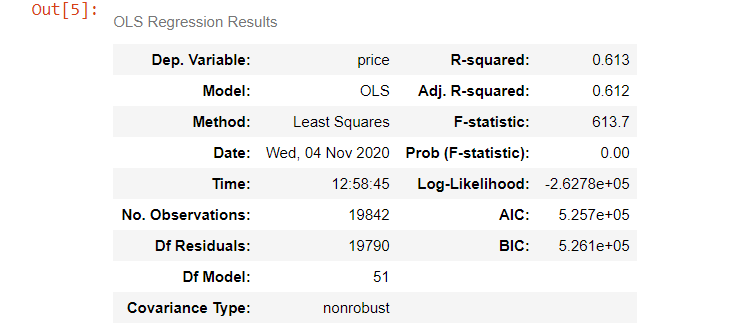 Out[5]:
OLS Regression Results
Dep. Variable: price R-squared: 0.613
Model: OLS Adj. R-squared: 0.612
Method: Least Squares F-statistic: 613.7
Date: Wed, 04 Nov 2020 Prob (F-statistic): 0.00
Time: 12:58:45 Log-Likelihood: -2.6278e+05
No. Observations: 19842 AIC: 5.257e+05
Df Residuals: 19790 BIC: 5.261e+05
Df Model: 51
Covariance Type: nonrobust